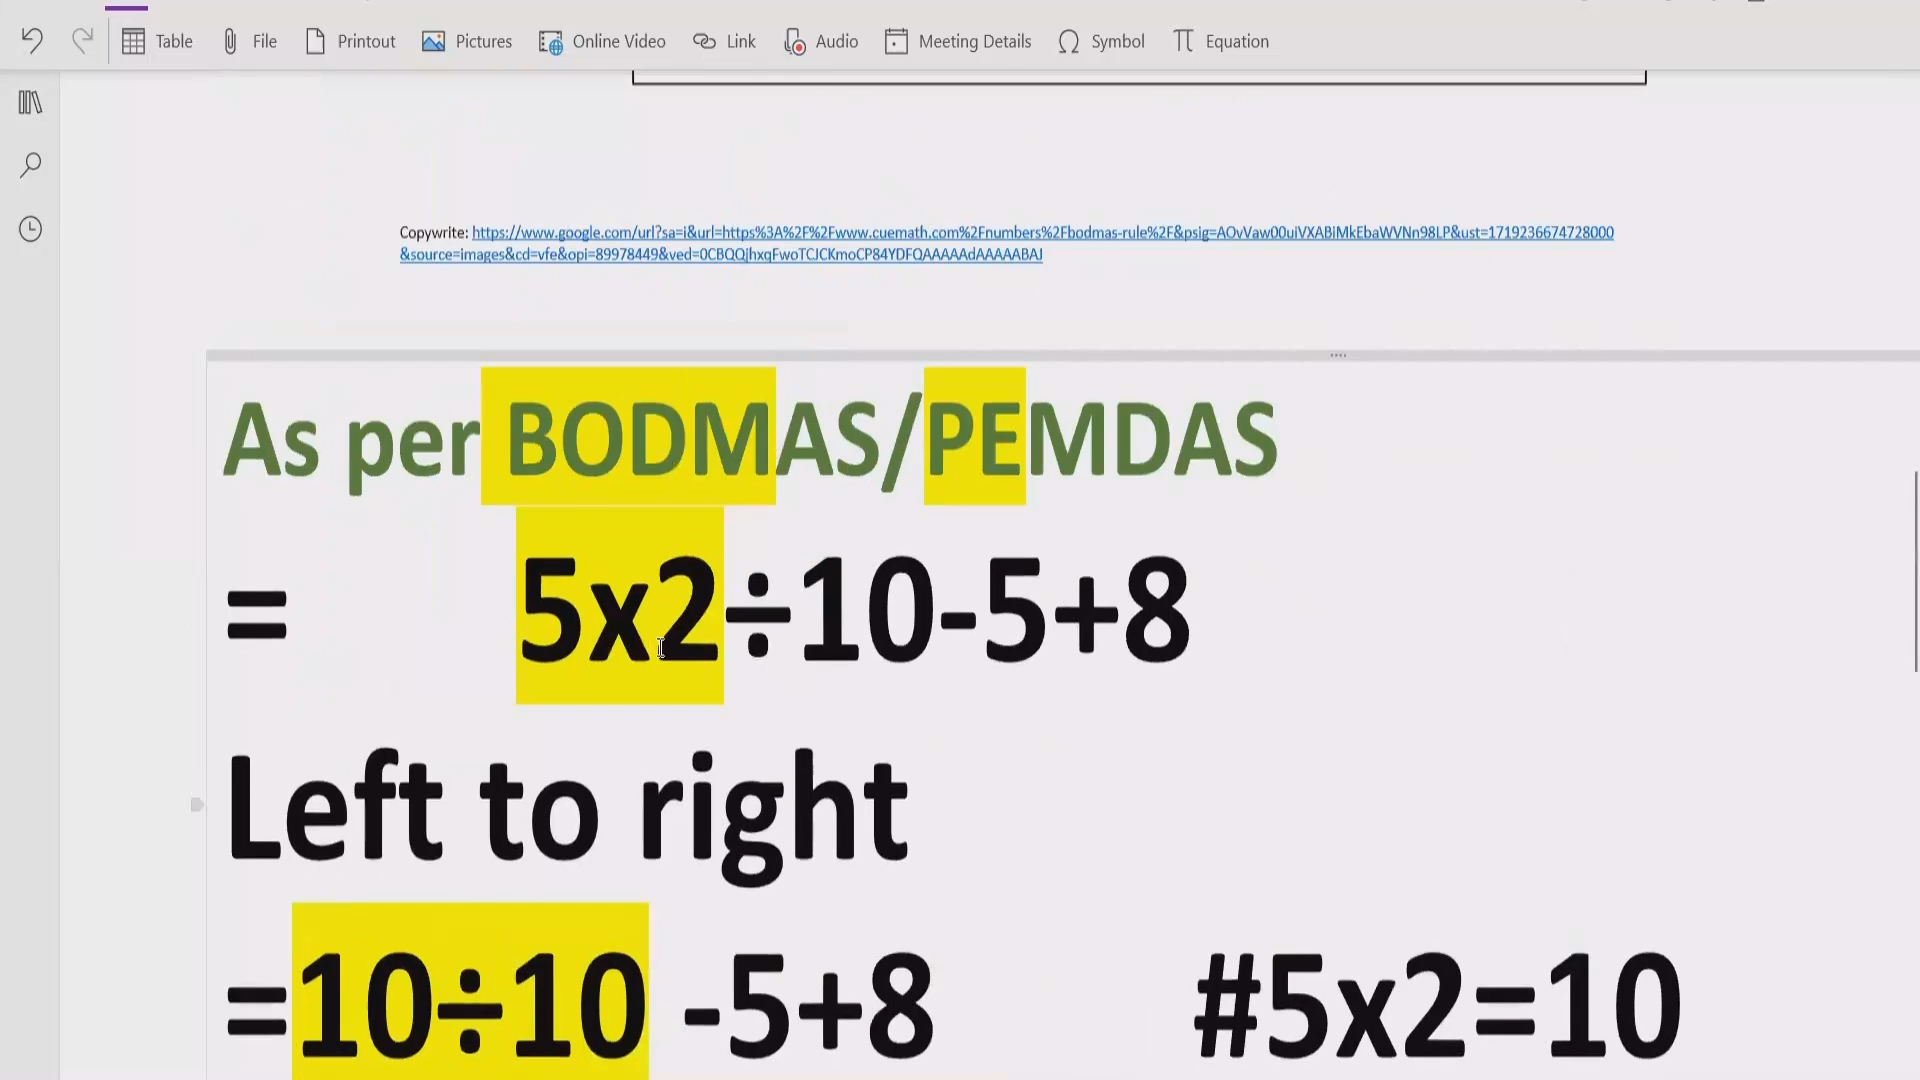 Table File Printout Pictures Online Video Link Audio Meeting Details Symbol Equation
Copywrite: https://www.google.com/url?sa=i&url=https%3A%2F%2Fwww.cuemath.com%2Fnumbers%2Fbodmas-rule%2F&psig=AOvVaw00uiVXABiMkEbaWVNn98LP&ust=1719236674728000
&source=images&cd=vfe&opi=89978449&ved=0CBQQjhxqFwoTCJCKmoCP84YDFQAAAAAdAAAAABAJ
As per BODMAS/PEMDAS
= 5x2÷10-5+8
Left to right
=10÷10 -5+8 #5x2=10